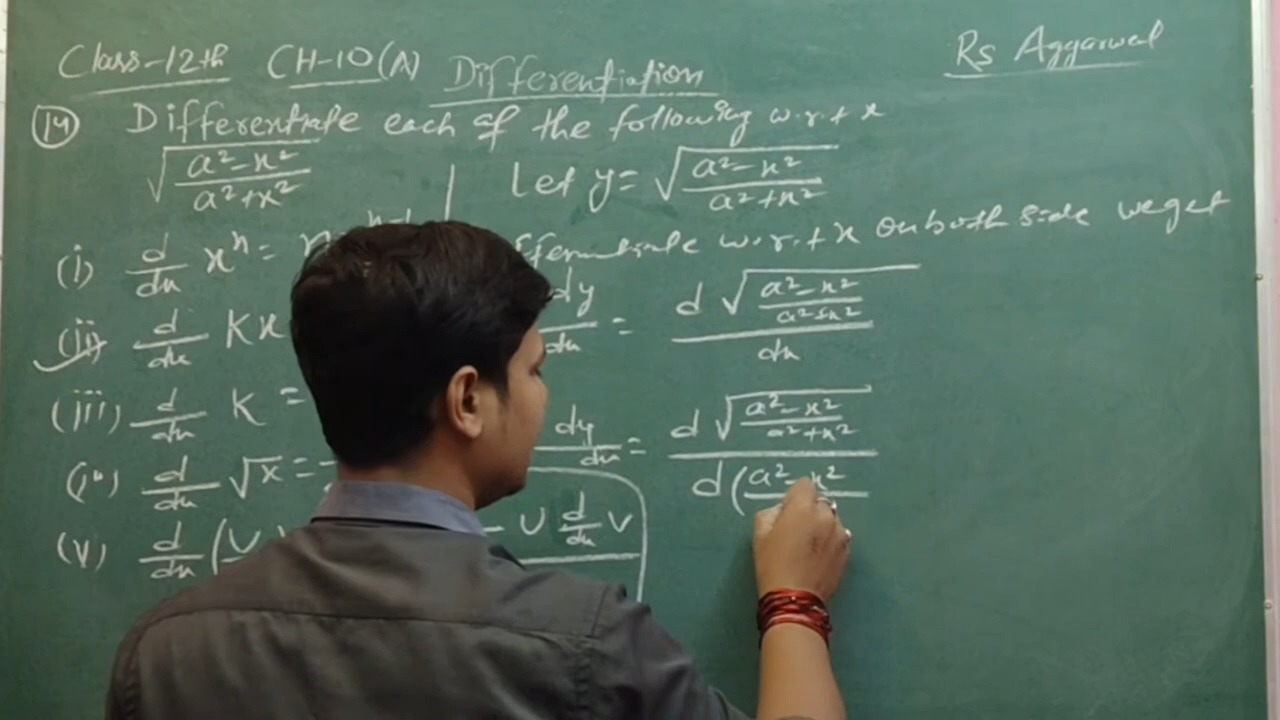 Class-12th CH-10(A) Differentiation Rs Aggarwal
(14) Differentiate each of the following w.r.t x
√((a²-x²)/(a²+x²)) | Let y = √((a²-x²)/(a²+x²))
w.r.t x on both side we get
(i) d/dx xⁿ =
dy/dx = d√((a²-x²)/(a²+x²))/dx
(ii) d/dx Kx
(iii) d/dx K =
dy/dx = d√((a²-x²)/(a²+x²))/d(a²-x²
(iv) d/dx √x =
(v) d/dx (U - U d/dx V